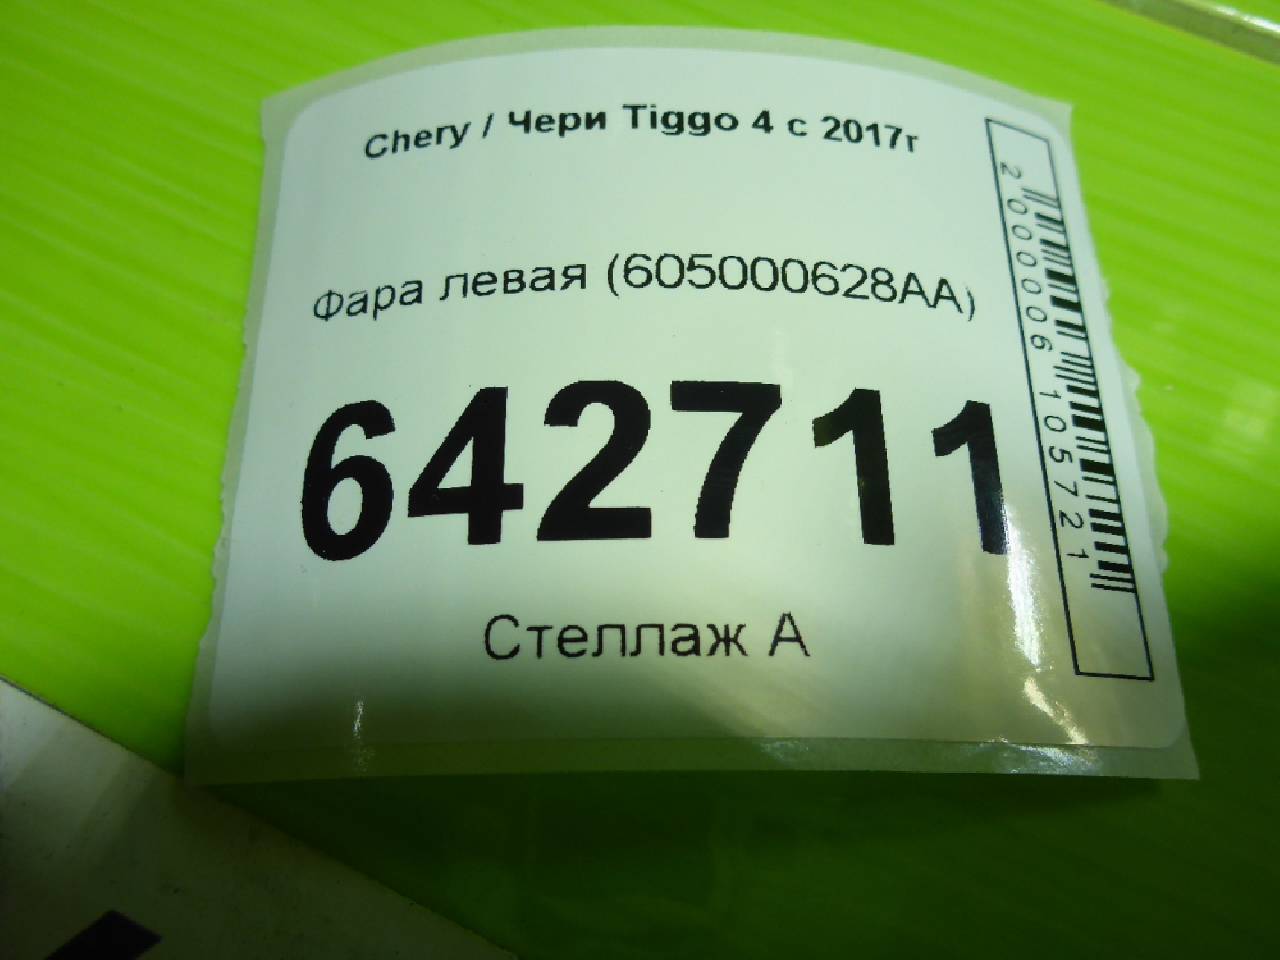 Chery / Чери Tiggo 4 с 2017г
Фара левая (605000628AA)
642711
Стеллаж А
2000006105721